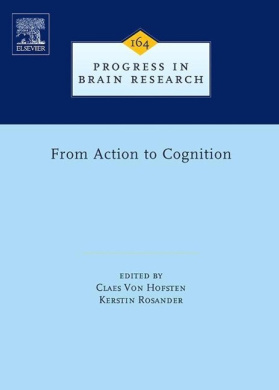 ELSEVIER
164
PROGRESS IN
BRAIN RESEARCH
From Action to Cognition
EDITED BY
CLAES VON HOFSTEN
KERSTIN ROSANDER